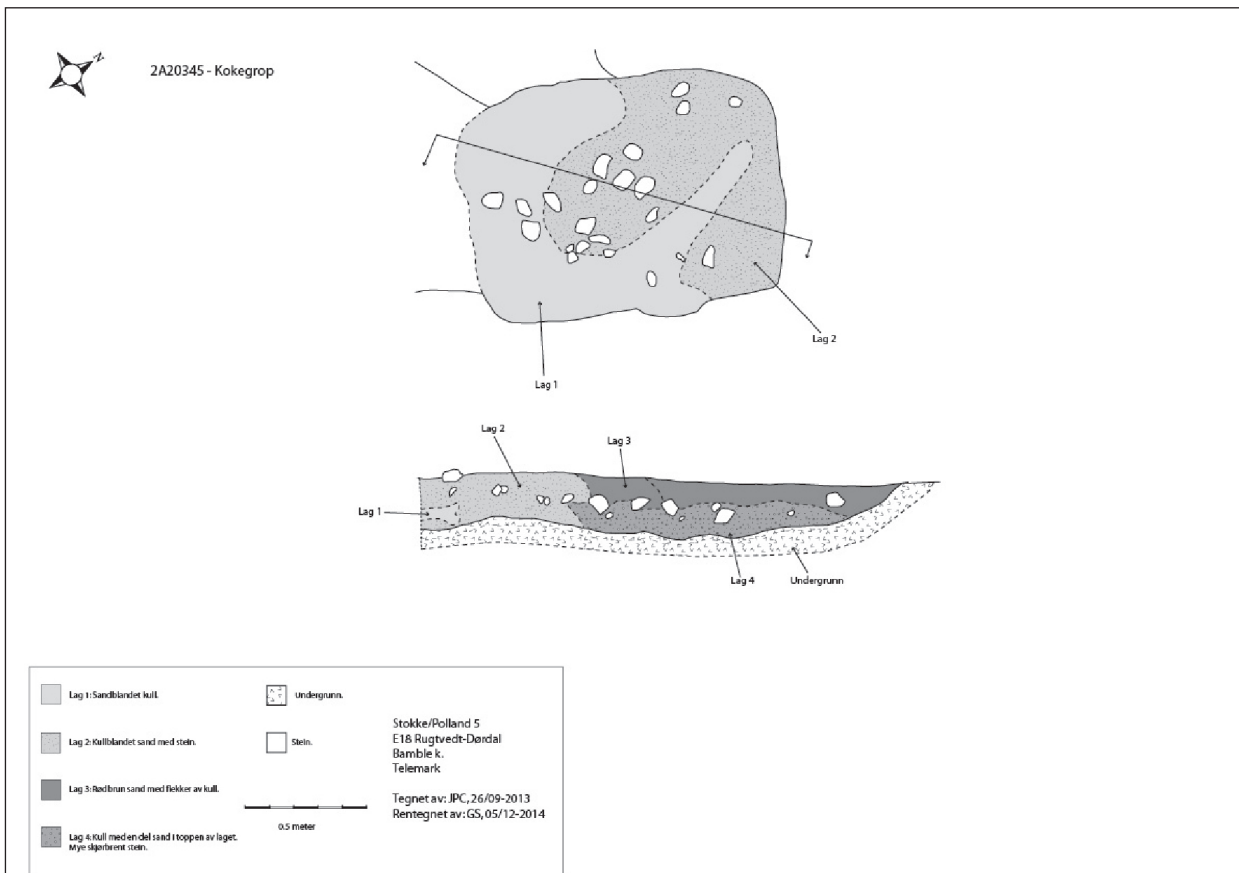 N
2A20345 - Kokegrop
Lag 2
Lag 1
Lag 2
Lag 3
Lag 1
Lag 4
Undergrunn
Lag 1: Sandblandet kull.
Lag 2: Kullblandet sand med stein.
Lag 3: Rødbrun sand med flekker av kull.
Lag 4: Kull med en del sand i toppen av laget.
Mye skjørbrent stein.
Undergrunn.
Stein.
0.5 meter
Stokke/Polland 5
E18 Rugtvedt-Dørdal
Bamble k.
Telemark
Tegnet av: JPC, 26/09-2013
Rentegnet av: GS, 05/12-2014